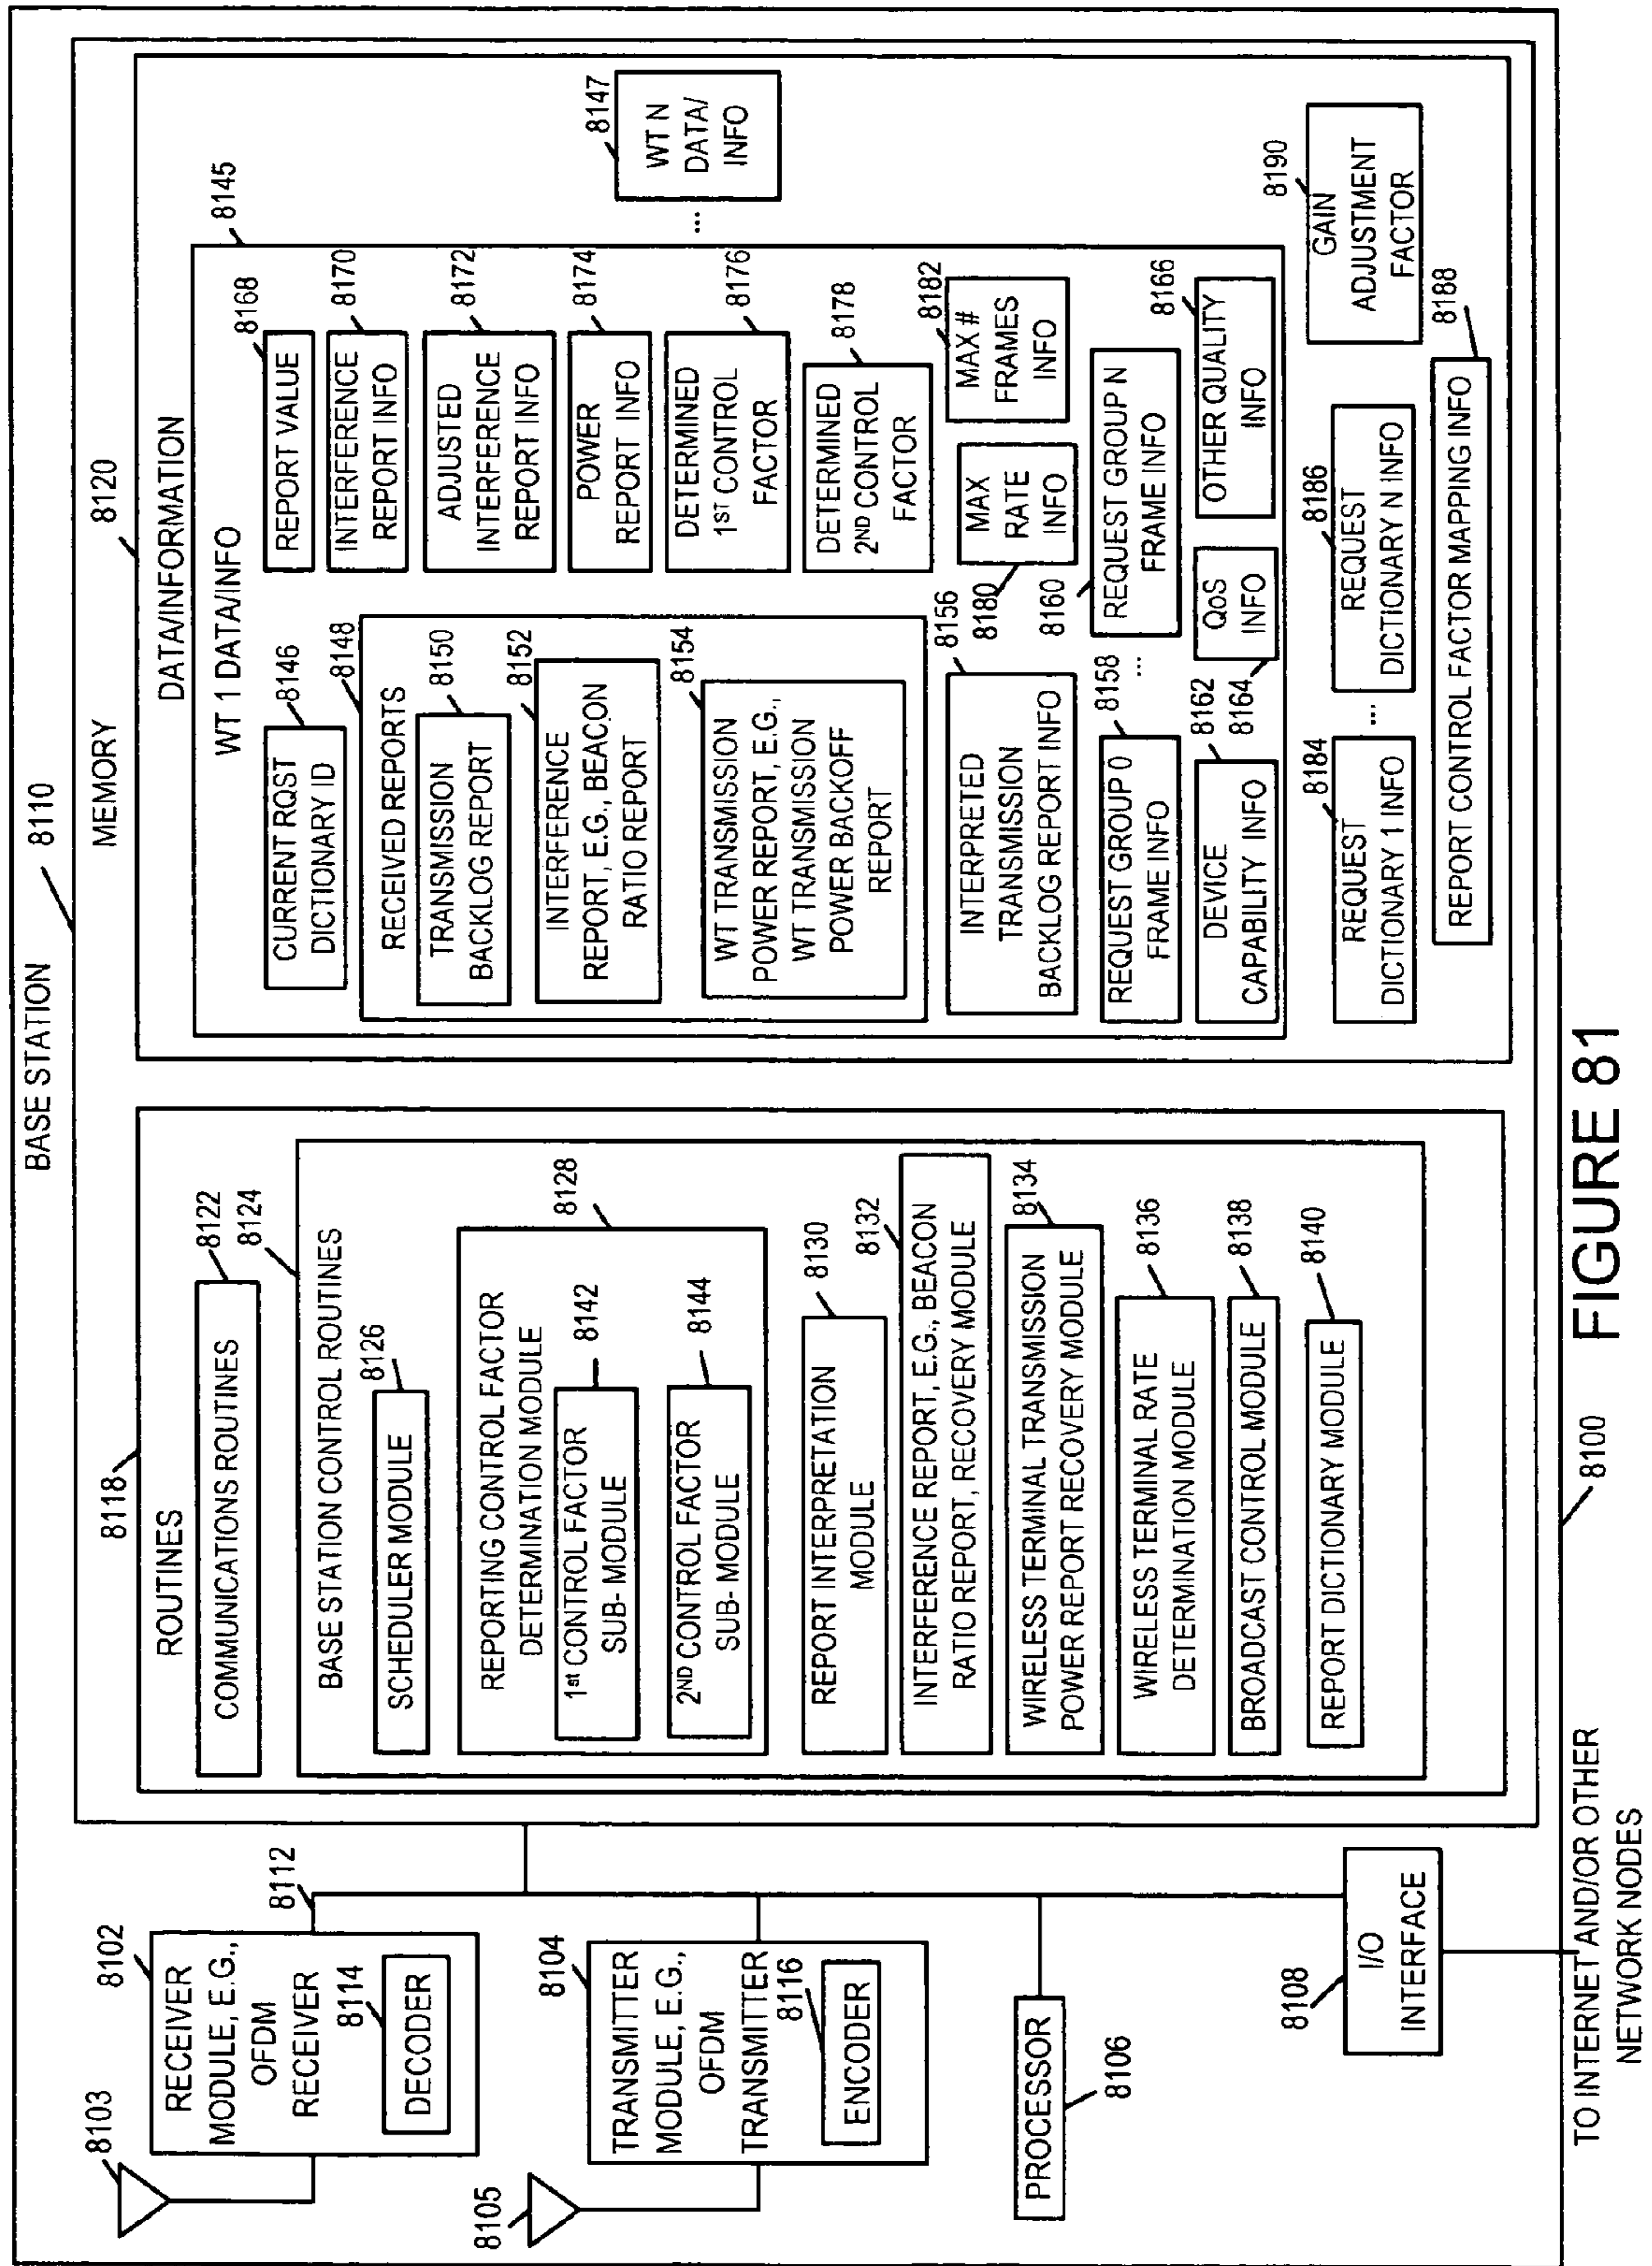 BASE STATION
8110
8103
8102
RECEIVER
MODULE, E.G.,
OFDM
RECEIVER
8114
DECODER
8112
8105
8104
TRANSMITTER
MODULE, E.G.,
OFDM
TRANSMITTER
8116
ENCODER
PROCESSOR
8106
8108
I/O
INTERFACE
TO INTERNET AND/OR OTHER
NETWORK NODES
MEMORY
8118
ROUTINES
8122
COMMUNICATIONS ROUTINES
8124
BASE STATION CONTROL ROUTINES
8126
SCHEDULER MODULE
8128
REPORTING CONTROL FACTOR
DETERMINATION MODULE
8142
1st CONTROL FACTOR
SUB- MODULE
8144
2ND CONTROL FACTOR
SUB- MODULE
8130
REPORT INTERPRETATION
MODULE
8132
INTERFERENCE REPORT, E.G., BEACON
RATIO REPORT, RECOVERY MODULE
8134
WIRELESS TERMINAL TRANSMISSION
POWER REPORT RECOVERY MODULE
8136
WIRELESS TERMINAL RATE
DETERMINATION MODULE
8138
BROADCAST CONTROL MODULE
8140
REPORT DICTIONARY MODULE
8120
DATA/INFORMATION
8145
WT 1 DATA/INFO
8146
CURRENT RQST
DICTIONARY ID
8148
RECEIVED REPORTS
8150
TRANSMISSION
BACKLOG REPORT
8152
INTERFERENCE
REPORT, E.G., BEACON
RATIO REPORT
8154
WT TRANSMISSION
POWER REPORT, E.G.,
WT TRANSMISSION
POWER BACKOFF
REPORT
8156
INTERPRETED
TRANSMISSION
BACKLOG REPORT INFO
8158
REQUEST GROUP 0
FRAME INFO
...
8160
REQUEST GROUP N
FRAME INFO
8162
DEVICE
CAPABILITY INFO
8164
QoS
INFO
8166
OTHER QUALITY
INFO
8168
REPORT VALUE
8170
INTERFERENCE
REPORT INFO
8172
ADJUSTED
INTERFERENCE
REPORT INFO
8174
POWER
REPORT INFO
8176
DETERMINED
1ST CONTROL
FACTOR
8178
DETERMINED
2ND CONTROL
FACTOR
8180
MAX
RATE
INFO
8182
MAX #
FRAMES
INFO
...
8147
WT N
DATA/
INFO
8184
REQUEST
DICTIONARY 1 INFO
...
8186
REQUEST
DICTIONARY N INFO
8188
REPORT CONTROL FACTOR MAPPING INFO
8190
GAIN
ADJUSTMENT
FACTOR
8100
FIGURE 81